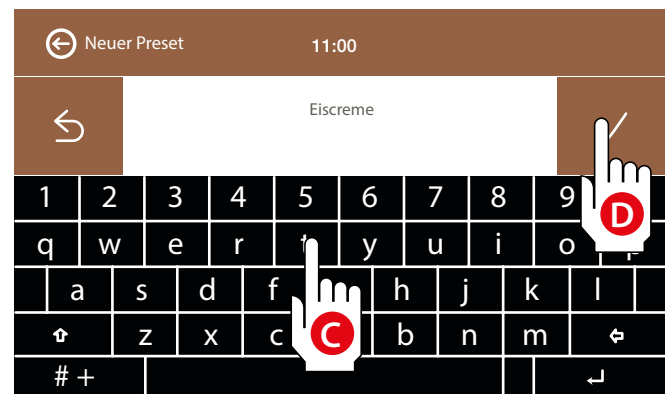 Neuer Preset 11:00
Eiscreme
1 2 3 4 5 6 7 8 9
q w e r t y u i o p
a s d f h j k l
z x c b n m
# +
C
D